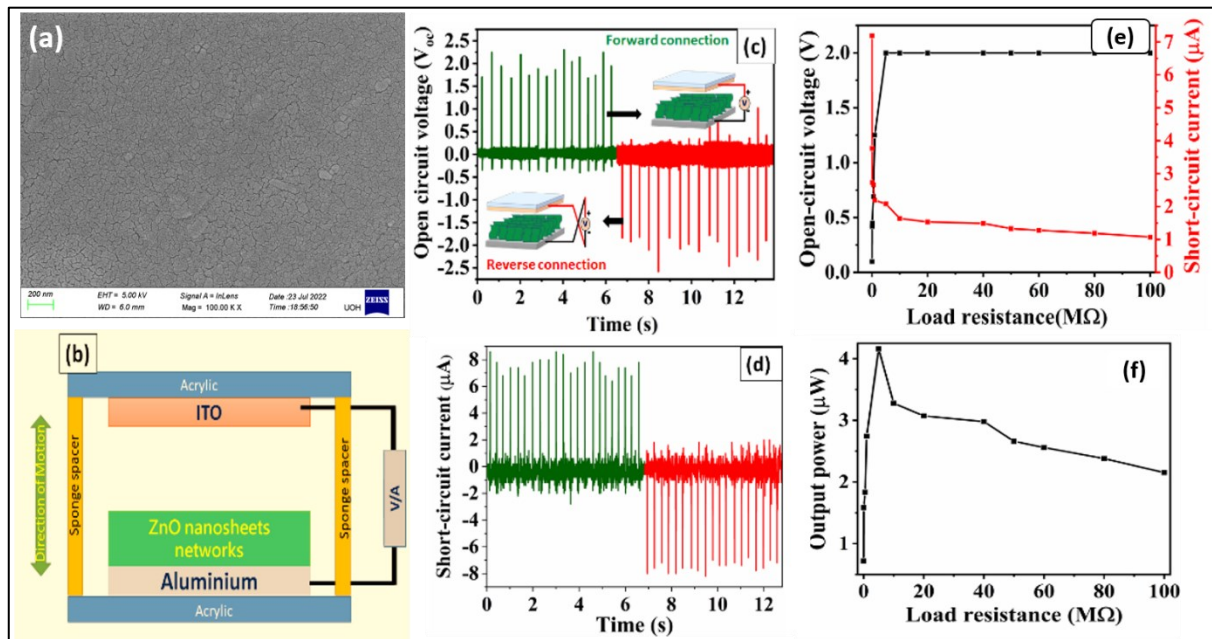 (a)
200 nm
EHT = 5.00 kV
WD = 6.0 mm
Signal A = InLens
Mag = 100.00 K X
Date :23 Jul 2022
Time :18:56:50
UOH
ZEISS
(b)
Acrylic
ITO
Direction of Motion
Sponge spacer
Sponge spacer
V/A
ZnO nanosheets
networks
Aluminium
Acrylic
(c)
Forward connection
Open circuit voltage (Voc)
2.5
2.0
1.5
1.0
0.5
0.0
-0.5
-1.0
-1.5
-2.0
-2.5
V
V
Reverse connection
0 2 4 6 8 10 12
Time (s)
(d)
Short-circuit current (μA)
8
6
4
2
0
-2
-4
-6
-8
0 2 4 6 8 10 12
Time (s)
(e)
Open-circuit voltage (V)
2.0
1.5
1.0
0.5
0.0
Short-circuit current (μA)
7
6
5
4
3
2
1
0
0 20 40 60 80 100
Load resistance(MΩ)
(f)
Output power (μW)
4
3
2
1
0 20 40 60 80 100
Load resistance (MΩ)